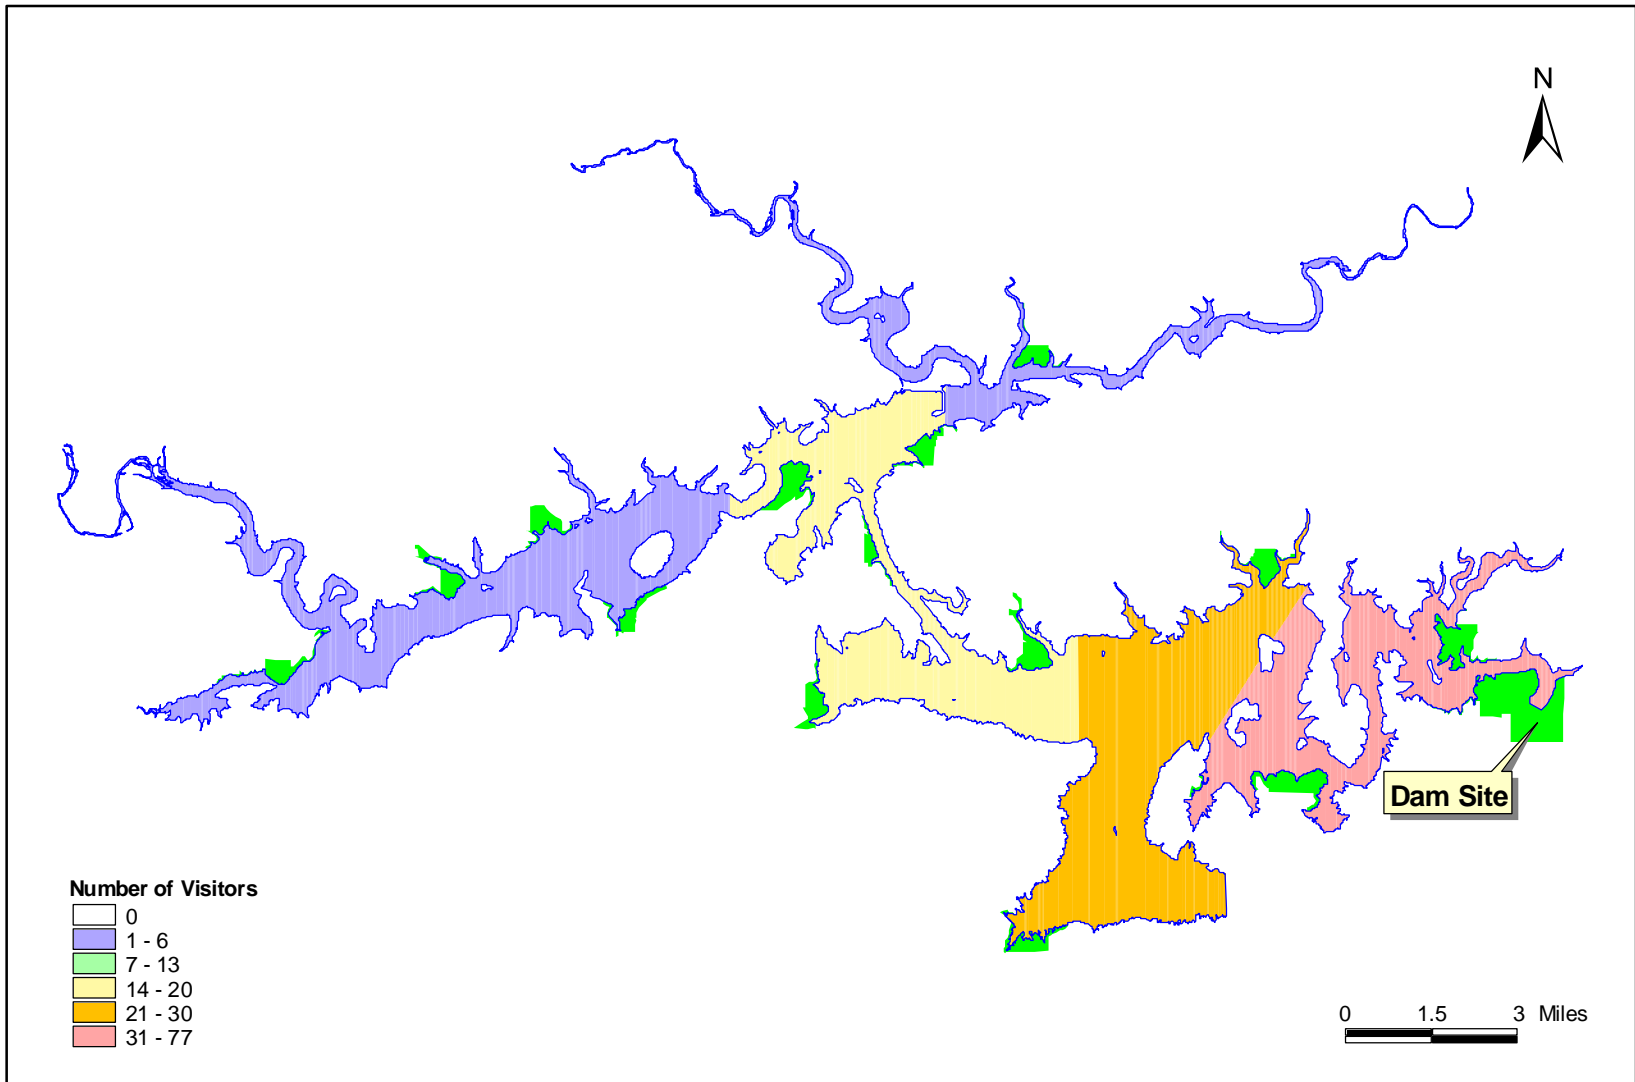 N
Dam Site
Number of Visitors
0
1 - 6
7 - 13
14 - 20
21 - 30
31 - 77
0 1.5 3 Miles